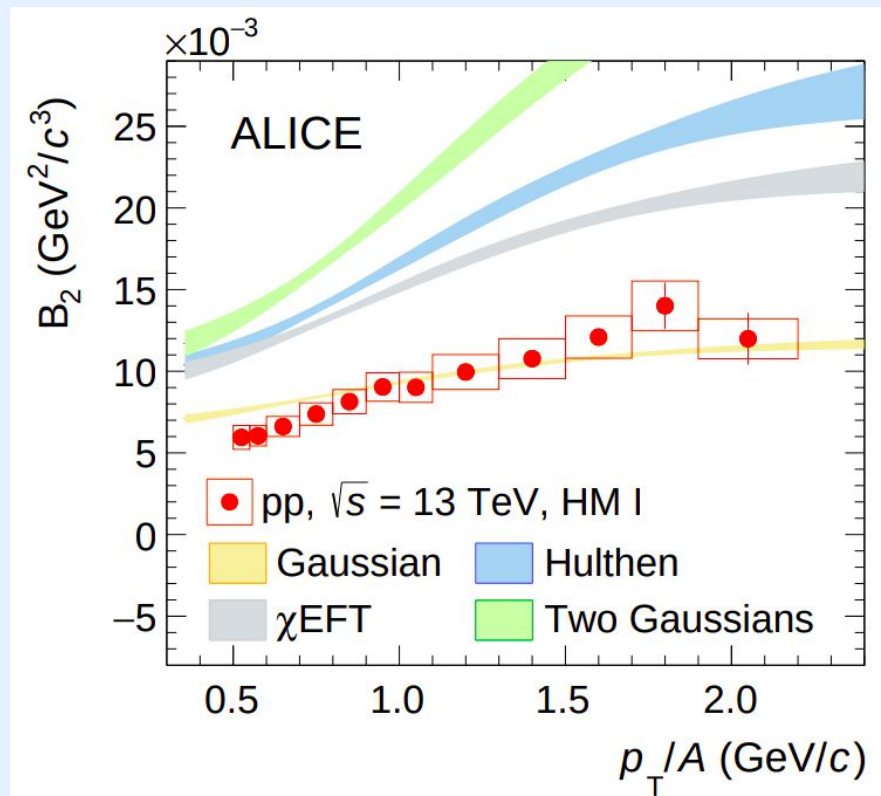 ×10⁻³
B₂ (GeV²/c³)
ALICE
25
20
15
10
5
0
−5
pp, √s = 13 TeV, HM I
Gaussian
Hulthen
χEFT
Two Gaussians
0.5 1.0 1.5 2.0
p_T/A (GeV/c)